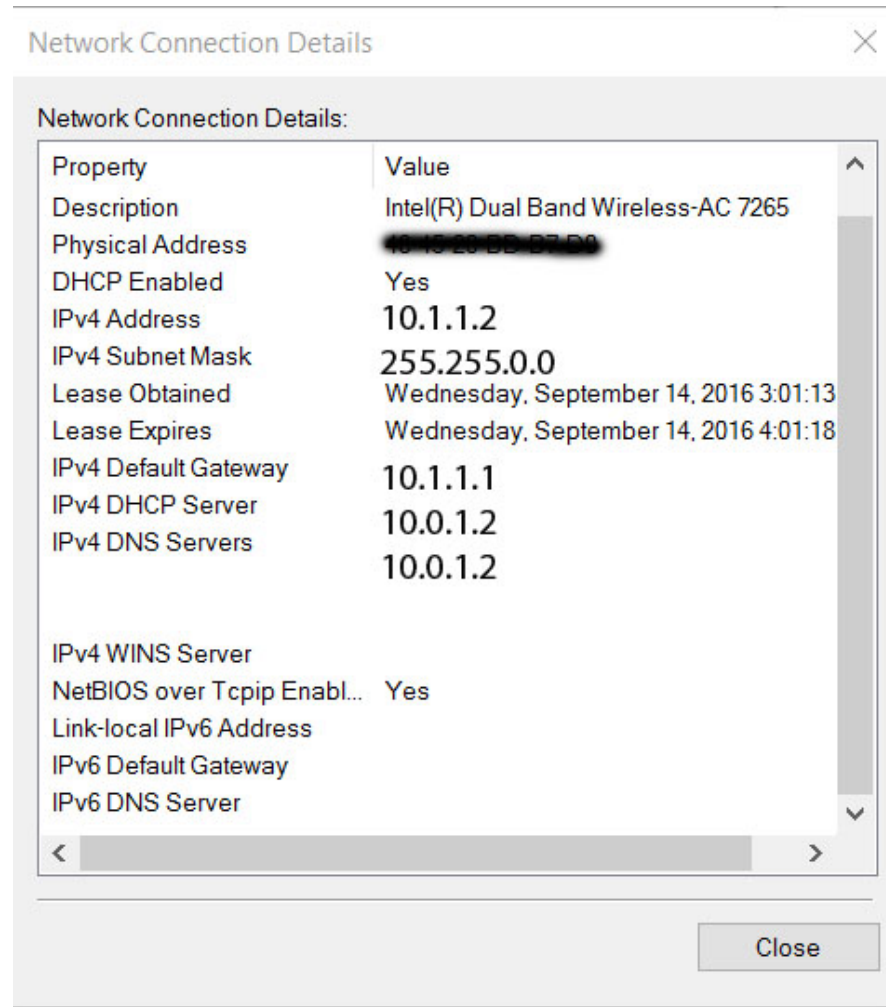 Network Connection Details
Network Connection Details:
Property Value
Description Intel(R) Dual Band Wireless-AC 7265
Physical Address
DHCP Enabled Yes
IPv4 Address 10.1.1.2
IPv4 Subnet Mask 255.255.0.0
Lease Obtained Wednesday, September 14, 2016 3:01:13
Lease Expires Wednesday, September 14, 2016 4:01:18
IPv4 Default Gateway 10.1.1.1
IPv4 DHCP Server 10.0.1.2
IPv4 DNS Servers 10.0.1.2
IPv4 WINS Server
NetBIOS over Tcpip Enabl... Yes
Link-local IPv6 Address
IPv6 Default Gateway
IPv6 DNS Server
Close